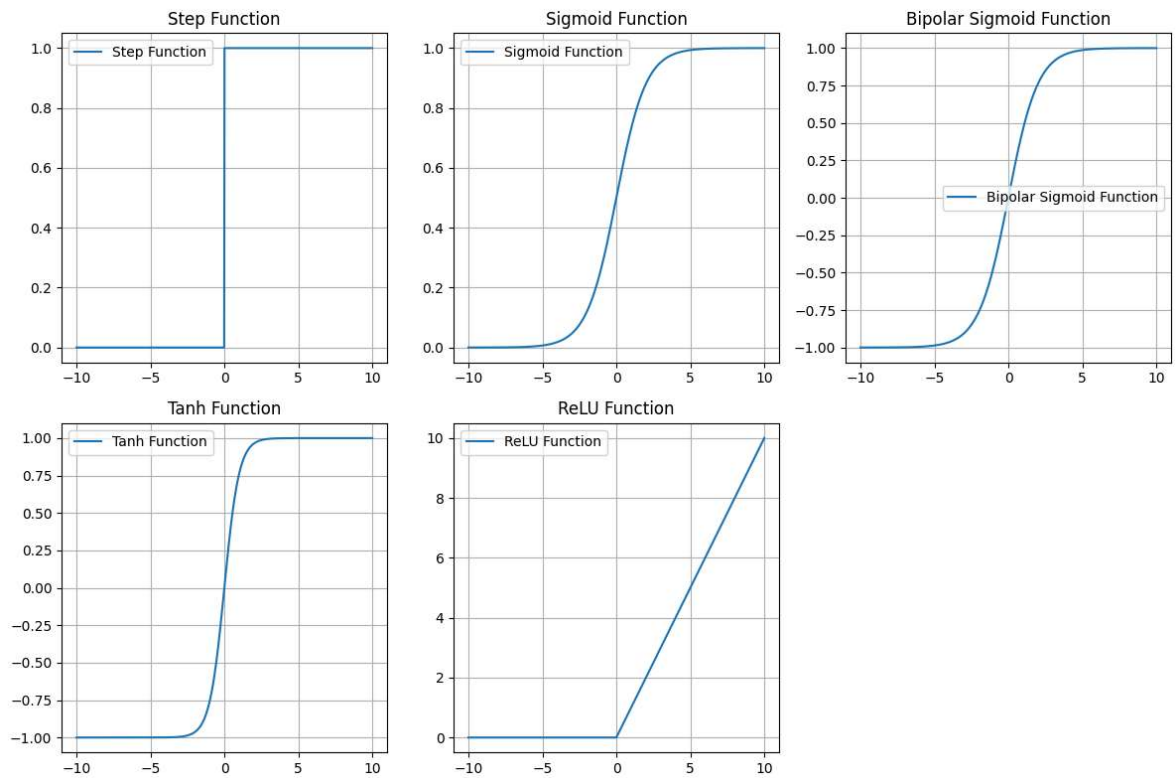 Step Function
Step Function
1.0
0.8
0.6
0.4
0.2
0.0
−10 −5 0 5 10
Sigmoid Function
Sigmoid Function
1.0
0.8
0.6
0.4
0.2
0.0
−10 −5 0 5 10
Bipolar Sigmoid Function
Bipolar Sigmoid Function
1.00
0.75
0.50
0.25
0.00
−0.25
−0.50
−0.75
−1.00
−10 −5 0 5 10
Tanh Function
Tanh Function
1.00
0.75
0.50
0.25
0.00
−0.25
−0.50
−0.75
−1.00
−10 −5 0 5 10
ReLU Function
ReLU Function
10
8
6
4
2
0
−10 −5 0 5 10